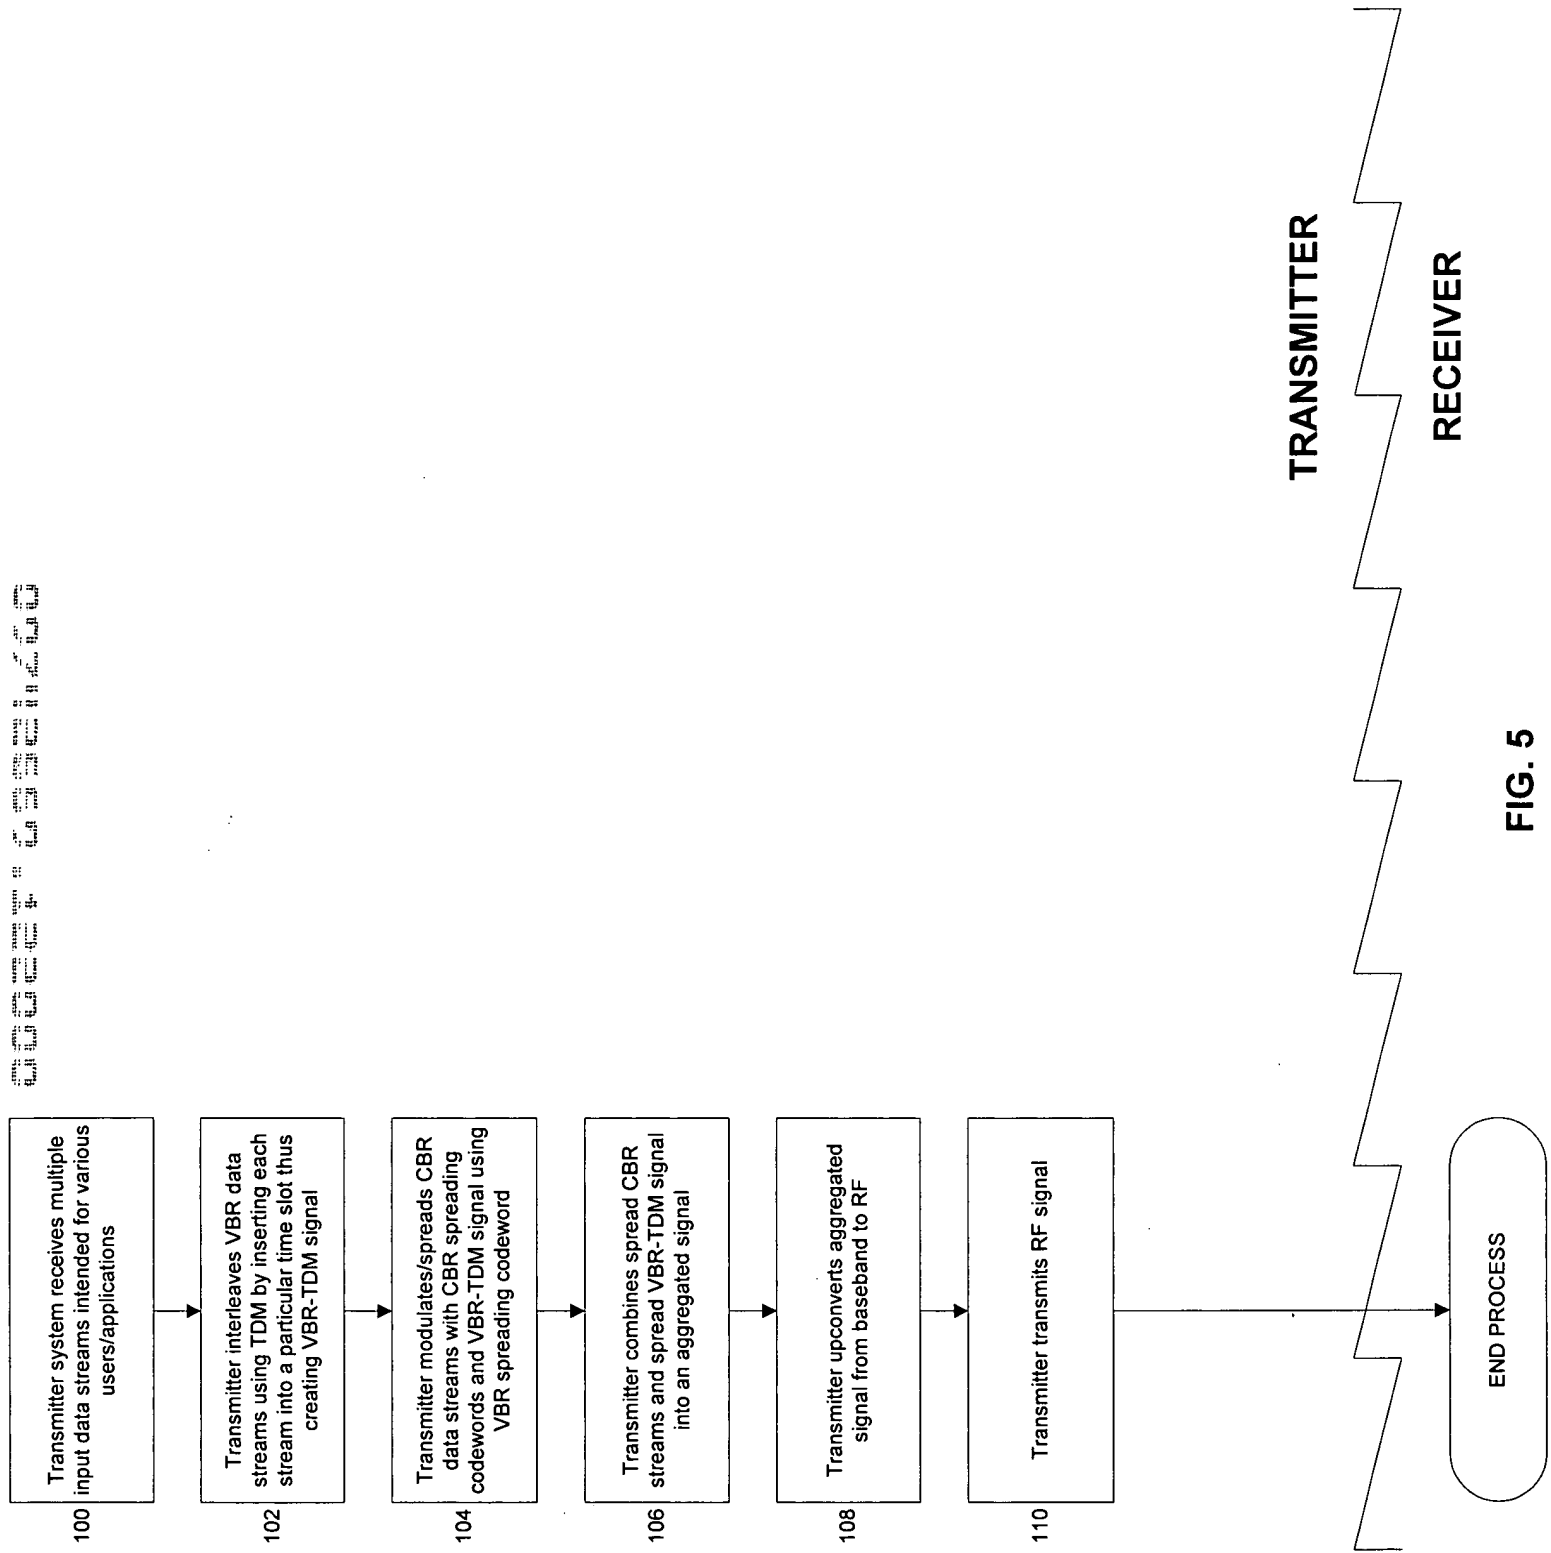 Transmitter system receives multiple
input data streams intended for various
users/applications
100
Transmitter interleaves VBR data
streams using TDM by inserting each
stream into a particular time slot thus
creating VBR-TDM signal
102
Transmitter modulates/spreads CBR
data streams with CBR spreading
codewords and VBR-TDM signal using
VBR spreading codeword
104
Transmitter combines spread CBR
streams and spread VBR-TDM signal
into an aggregated signal
106
Transmitter upconverts aggregated
signal from baseband to RF
108
Transmitter transmits RF signal
110
TRANSMITTER
RECEIVER
END PROCESS
FIG. 5